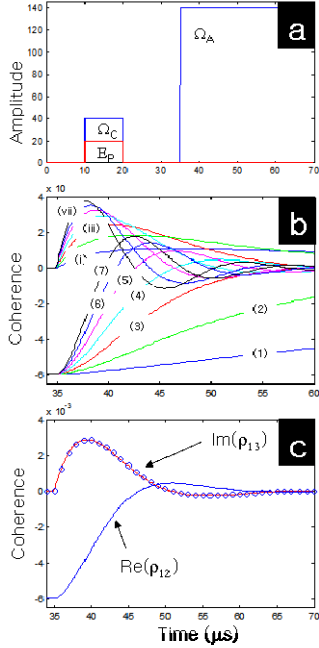 a
Amplitude
140
120
100
80
60
40
20
0
Ω_A
Ω_C
E_P
0 10 20 30 40 50 60 70
x 10
b
Coherence
4
2
0
-2
-4
-6
(vii)
(iii)
(i)
(7)
(6)
(5)
(4)
(3)
(2)
(1)
35 40 45 50 55 60
x 10⁻³
c
Coherence
4
2
0
-2
-4
-6
Im(ρ₁₃)
Re(ρ₁₂)
35 40 45 50 55 60 65 70
Time (μs)